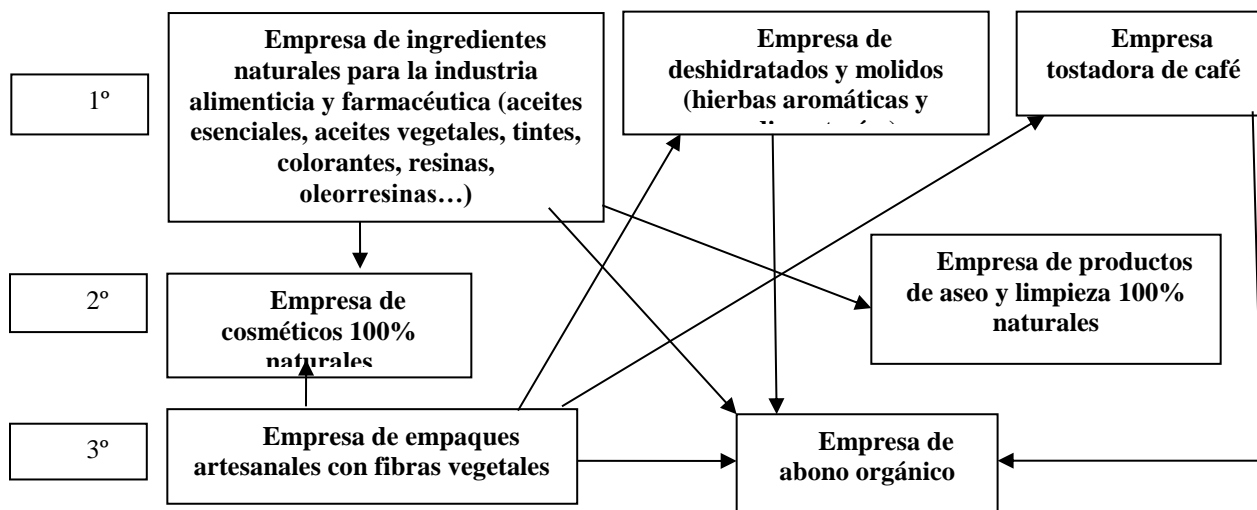 1º
Empresa de ingredientes
naturales para la industria
alimenticia y farmacéutica (aceites
esenciales, aceites vegetales, tintes,
colorantes, resinas,
oleorresinas…)
Empresa de
deshidratados y molidos
(hierbas aromáticas y
Empresa
tostadora de café
2º
Empresa de
cosméticos 100%
naturales
Empresa de productos
de aseo y limpieza 100%
naturales
3º
Empresa de empaques
artesanales con fibras vegetales
Empresa de
abono orgánico